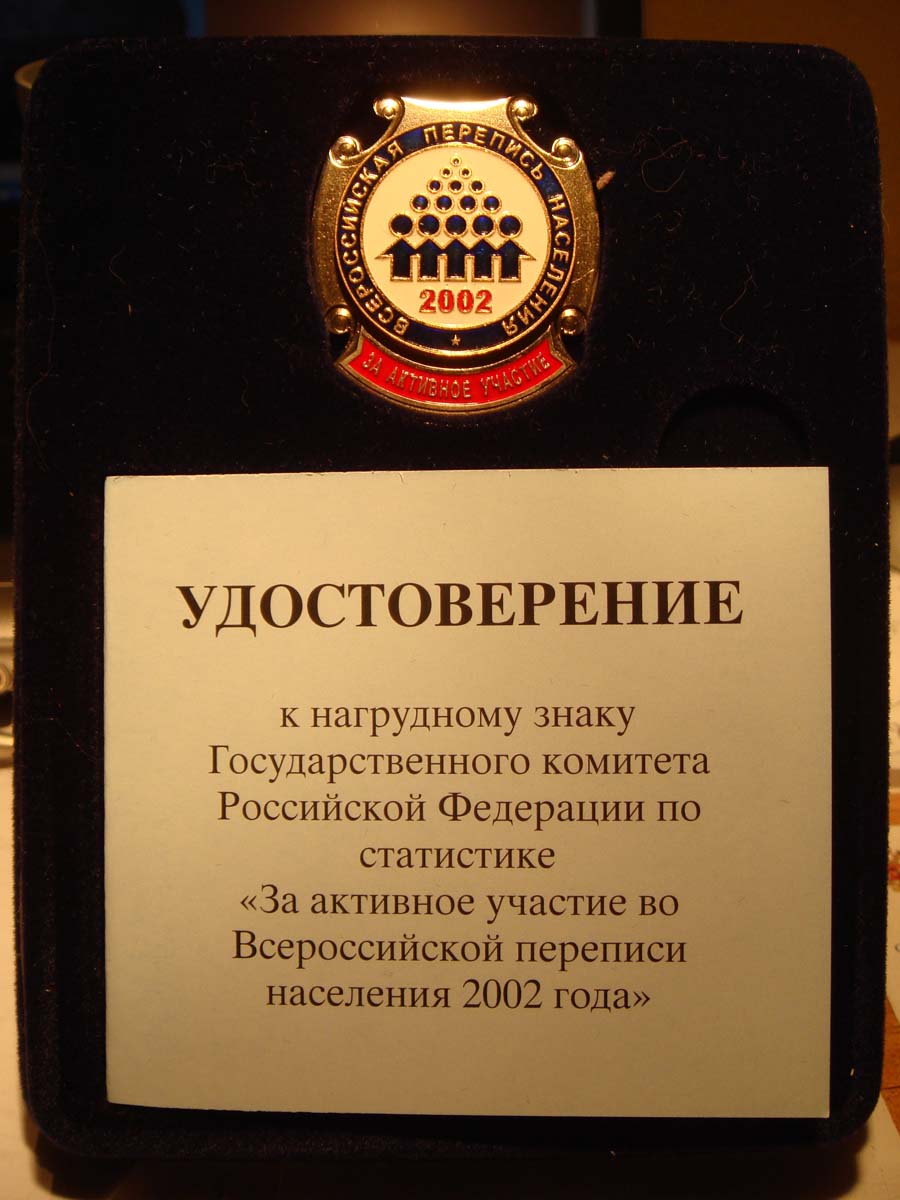 ВСЕРОССИЙСКАЯ ПЕРЕПИСЬ НАСЕЛЕНИЯ
2002
ЗА АКТИВНОЕ УЧАСТИЕ
УДОСТОВЕРЕНИЕ
к нагрудному знаку
Государственного комитета
Российской Федерации по
статистике
«За активное участие во
Всероссийской переписи
населения 2002 года»